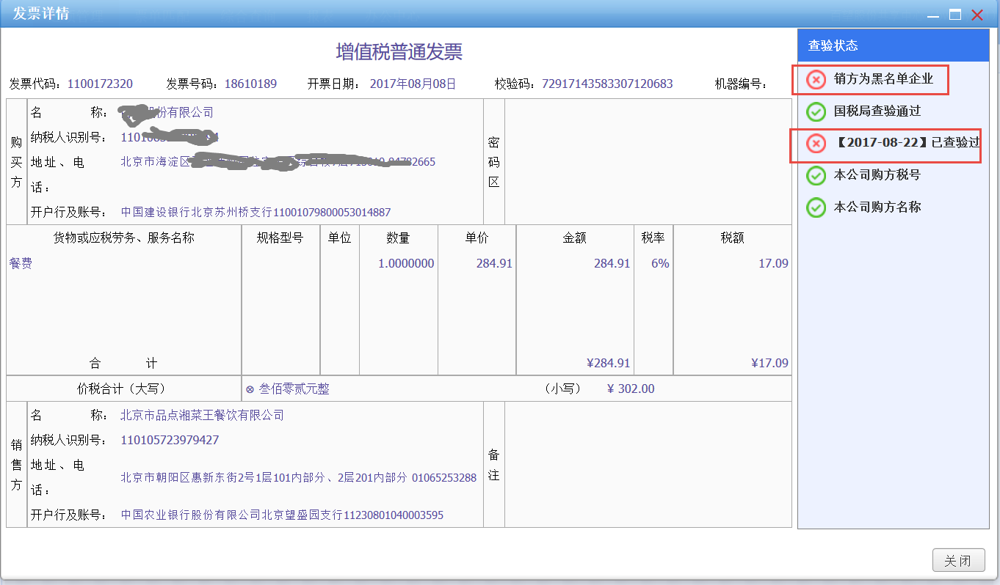 发票详情
增值税普通发票
发票代码: 1100172320 发票号码: 18610189 开票日期: 2017年08月08日 校验码: 72917143583307120683 机器编号:
购买方
名 称: 份有限公司
纳税人识别号:
地址、电话: 北京市海淀区
开户行及账号: 中国建设银行北京苏州桥支行11001079800053014887
密码区
货物或应税劳务、服务名称 规格型号 单位 数量 单价 金额 税率 税额
餐费 1.0000000 284.91 284.91 6% 17.09
合 计 ¥284.91 ¥17.09
价税合计（大写） ⊗ 叁佰零贰元整 （小写） ¥ 302.00
销售方
名 称: 北京市品点湘菜王餐饮有限公司
纳税人识别号: 110105723979427
地址、电话: 北京市朝阳区惠新东街2号1层101内部分、2层201内部分 01065253288
开户行及账号: 中国农业银行股份有限公司北京望盛园支行11230801040003595
备注
查验状态
销方为黑名单企业
国税局查验通过
【2017-08-22】已查验过
本公司购方税号
本公司购方名称
关闭